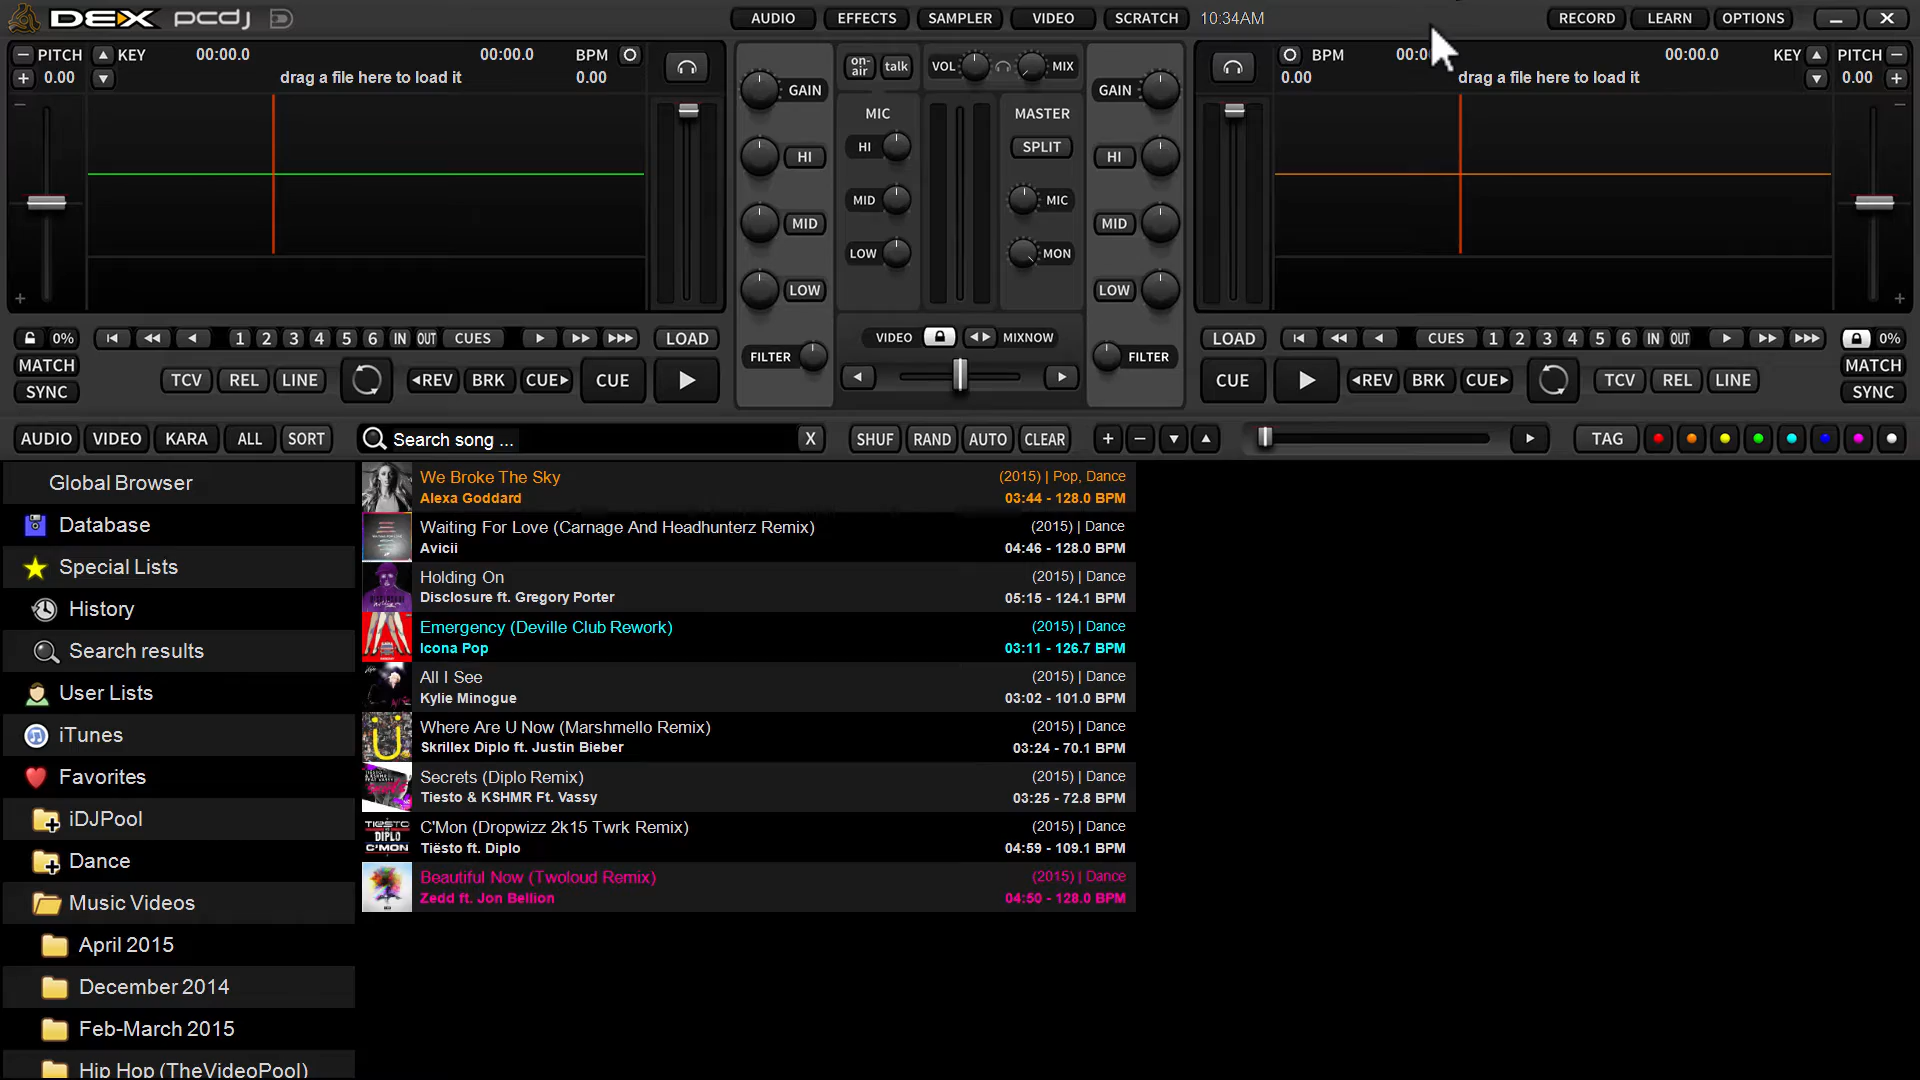 DEX pcdj
AUDIO EFFECTS SAMPLER VIDEO SCRATCH 10:34AM RECORD LEARN OPTIONS
PITCH KEY 00:00.0 00:00.0 BPM
0.00 drag a file here to load it 0.00
on-air talk VOL MIX
BPM 00:0 00:00.0 KEY PITCH
0.00 drag a file here to load it 0.00
GAIN MIC MASTER GAIN
HI HI SPLIT HI
MID MID MIC MID
LOW LOW MON LOW
FILTER VIDEO MIXNOW FILTER
0% 1 2 3 4 5 6 IN OUT CUES LOAD
MATCH
SYNC
TCV REL LINE REV BRK CUE CUE
LOAD CUES 1 2 3 4 5 6 IN OUT 0%
CUE REV BRK CUE TCV REL LINE
MATCH
SYNC
AUDIO VIDEO KARA ALL SORT Search song ... X SHUF RAND AUTO CLEAR + − TAG
Global Browser
Database
Special Lists
History
Search results
User Lists
iTunes
Favorites
iDJPool
Dance
Music Videos
April 2015
December 2014
Feb-March 2015
Hip Hop (TheVideoPool)
We Broke The Sky (2015) | Pop, Dance
Alexa Goddard 03:44 - 128.0 BPM
Waiting For Love (Carnage And Headhunterz Remix) (2015) | Dance
Avicii 04:46 - 128.0 BPM
Holding On (2015) | Dance
Disclosure ft. Gregory Porter 05:15 - 124.1 BPM
Emergency (Deville Club Rework) (2015) | Dance
Icona Pop 03:11 - 126.7 BPM
All I See (2015) | Dance
Kylie Minogue 03:02 - 101.0 BPM
Where Are U Now (Marshmello Remix) (2015) | Dance
Skrillex Diplo ft. Justin Bieber 03:24 - 70.1 BPM
Secrets (Diplo Remix) (2015) | Dance
Tiesto & KSHMR Ft. Vassy 03:25 - 72.8 BPM
TIËSTO
DIPLO
C'MON
C'Mon (Dropwizz 2k15 Twrk Remix) (2015) | Dance
Tiësto ft. Diplo 04:59 - 109.1 BPM
Beautiful Now (Twoloud Remix) (2015) | Dance
Zedd ft. Jon Bellion 04:50 - 128.0 BPM